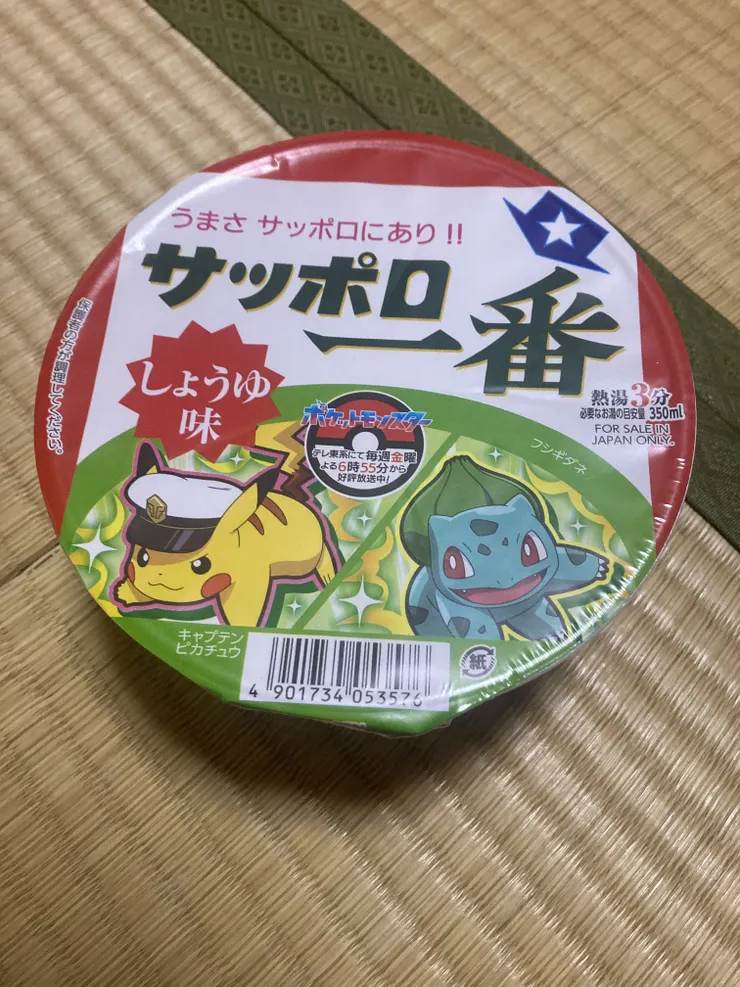 うまさ サッポロにあり!!
サッポロ
一番
しょうゆ
味
保護者の方が調理してください。
熱湯3分
必要なお湯の目安量 350ml
FOR SALE IN
JAPAN ONLY.
ポケットモンスター
テレ東系にて毎週金曜
よる6時55分から
好評放送中!
フシギダネ
キャプテン
ピカチュウ
4 901734 053576
紙